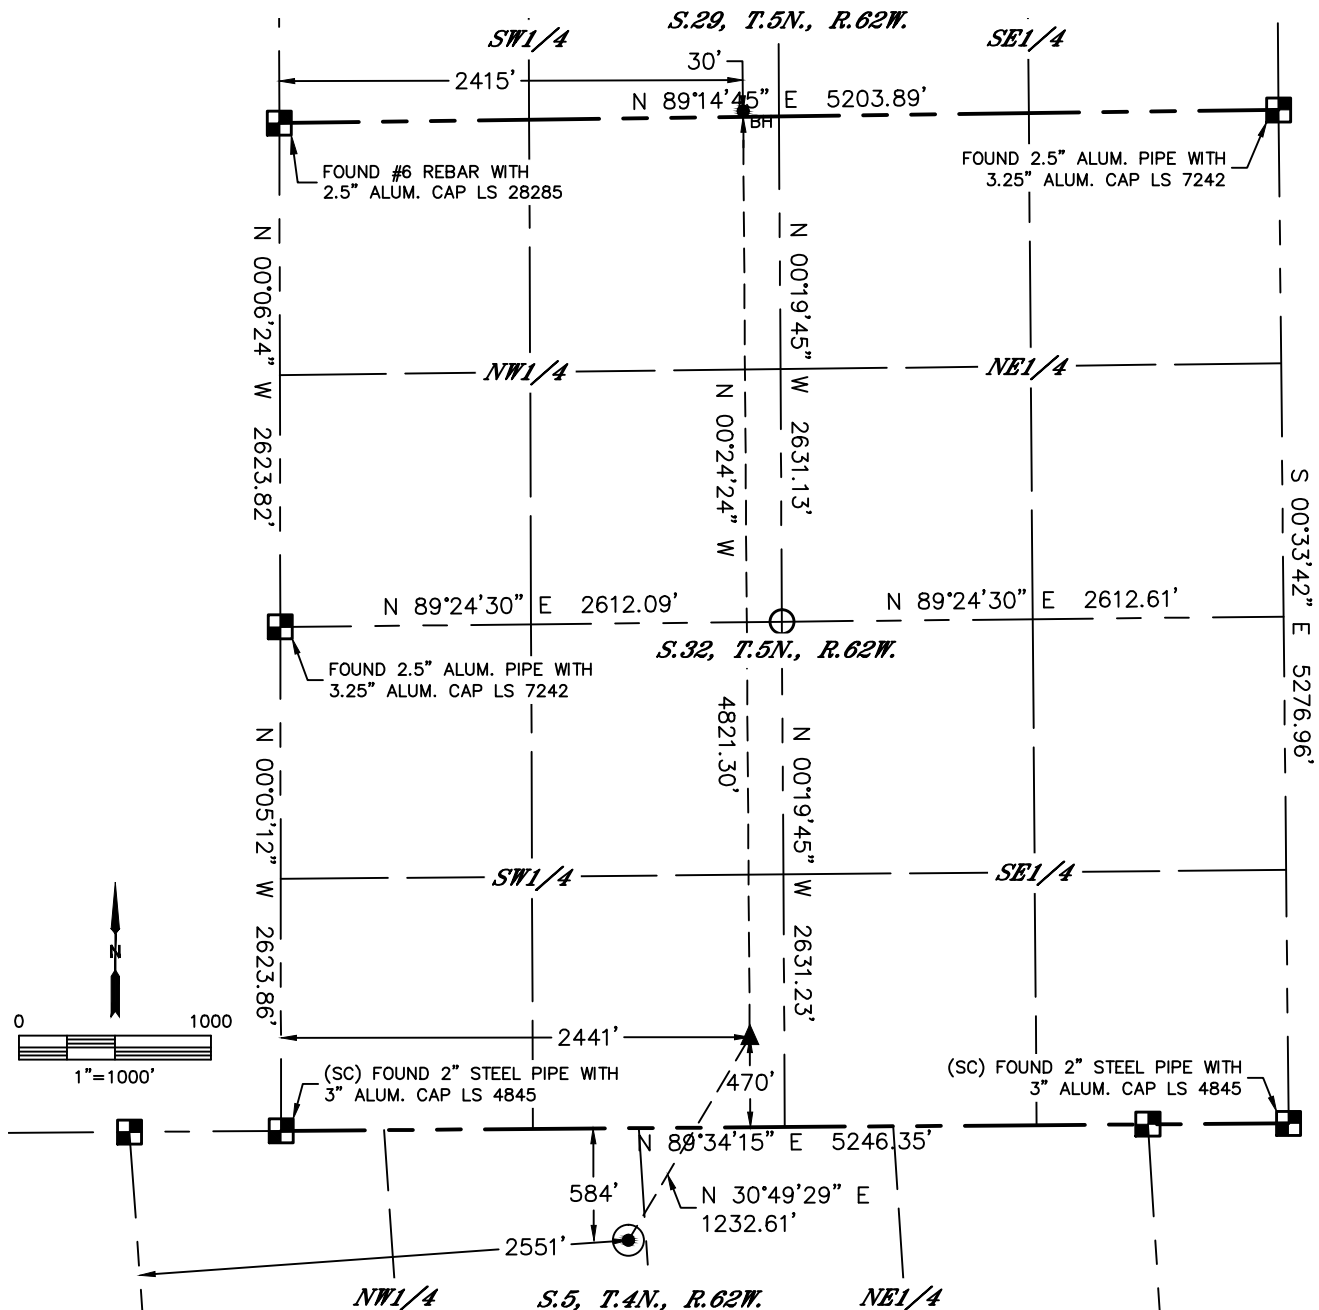 S.29, T.5N., R.62W.
SW1/4
SE1/4
30'
2415'
N 89°14'45" E 5203.89'
BH
FOUND #6 REBAR WITH
2.5" ALUM. CAP LS 28285
FOUND 2.5" ALUM. PIPE WITH
3.25" ALUM. CAP LS 7242
N 00°06'24" W 2623.82'
N 00°19'45" W 2631.13'
NW1/4
NE1/4
N 00°24'24" W
4821.30'
S 00°33'42" E 5276.96'
N 89°24'30" E 2612.09'
N 89°24'30" E 2612.61'
S.32, T.5N., R.62W.
FOUND 2.5" ALUM. PIPE WITH
3.25" ALUM. CAP LS 7242
N 00°05'12" W 2623.86'
N 00°19'45" W 2631.23'
SW1/4
SE1/4
N
0 1000
1"=1000'
2441'
470'
(SC) FOUND 2" STEEL PIPE WITH
3" ALUM. CAP LS 4845
(SC) FOUND 2" STEEL PIPE WITH
3" ALUM. CAP LS 4845
N 89°34'15" E 5246.35'
584'
N 30°49'29" E
1232.61'
2551'
NW1/4
S.5, T.4N., R.62W.
NE1/4